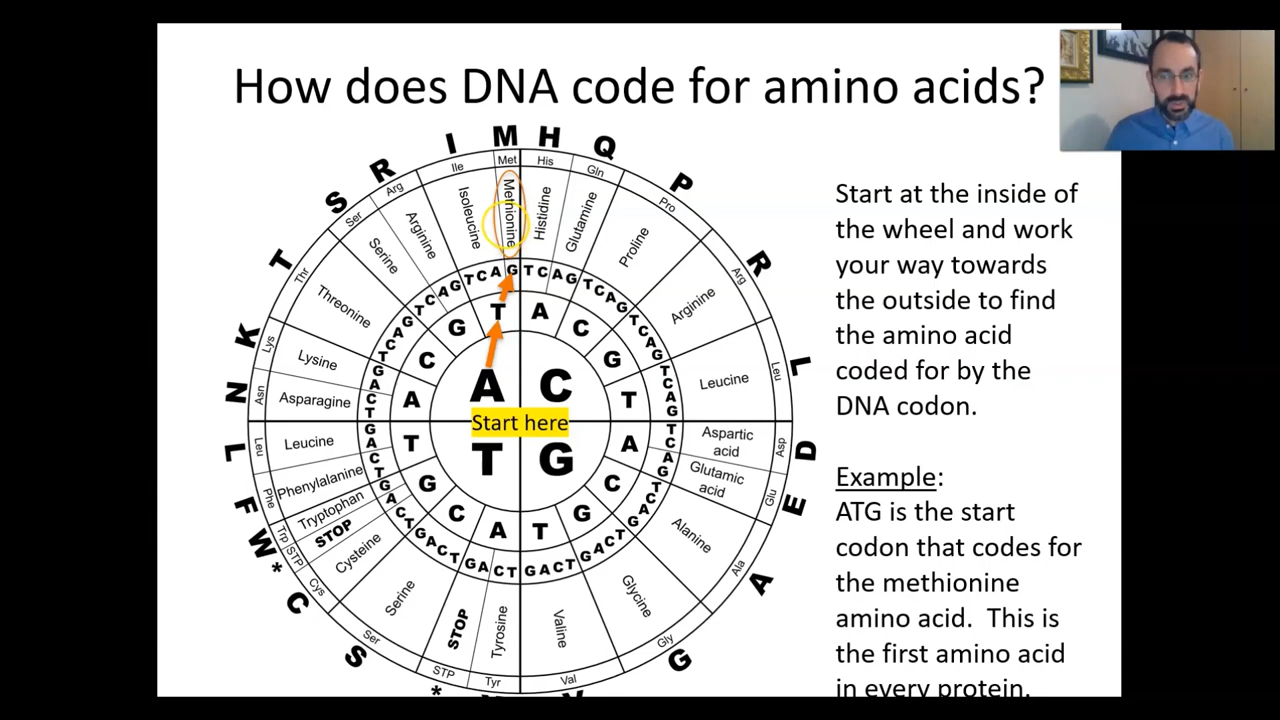 How does DNA code for amino acids?
M H Q P R L D E A G
I R S T K N L F W * C S *
Met His Gln Pro Arg Leu Asp Glu Ala Gly Val
Ile Arg Ser Thr Lys Asn Leu Phe Trp STP Cys Ser STP Tyr
Methionine
Histidine
Glutamine
Proline
Arginine
Leucine
Aspartic
acid
Glutamic
acid
Alanine
Glycine
Valine
Tyrosine
STOP
Serine
Cysteine
STOP
Tryptophan
Phenylalanine
Leucine
Asparagine
Lysine
Threonine
Serine
Arginine
Isoleucine
T C A G T C A G T C A G T C A G
T C A G T C A G T C A G T C A G
T C A G T C A G T C A G T C A G
T C A G T C A G T C A G T C A G
A C G T
A C G T
A C G T
A C G T
A C
Start here
T G
Start at the inside of
the wheel and work
your way towards
the outside to find
the amino acid
coded for by the
DNA codon.
Example:
ATG is the start
codon that codes for
the methionine
amino acid. This is
the first amino acid
in every protein.